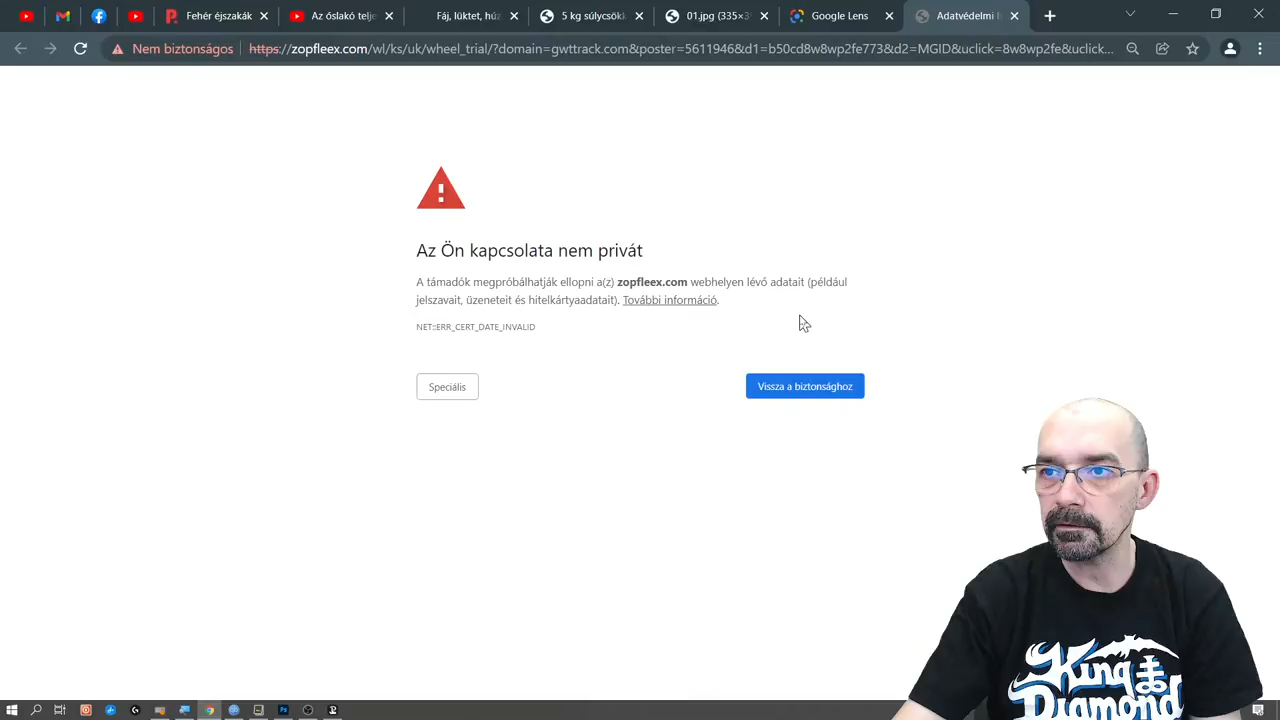 Fehér éjszakák
Az őslakó telje
Fáj, lüktet, húz
5 kg súlycsökk
01.jpg (335×3
Google Lens
Adatvédelmi h
Nem biztonságos
https://zopfleex.com/wl/ks/uk/wheel_trial/?domain=gwttrack.com&poster=5611946&d1=b50cd8w8wp2fe773&d2=MGID&uclick=8w8wp2fe&uclick...
Az Ön kapcsolata nem privát
A támadók megpróbálhatják ellopni a(z) zopfleex.com webhelyen lévő adatait (például
jelszavait, üzeneteit és hitelkártyaadatait). További információ.
NET::ERR_CERT_DATE_INVALID
Speciális
Vissza a biztonsághoz
King
Diamond